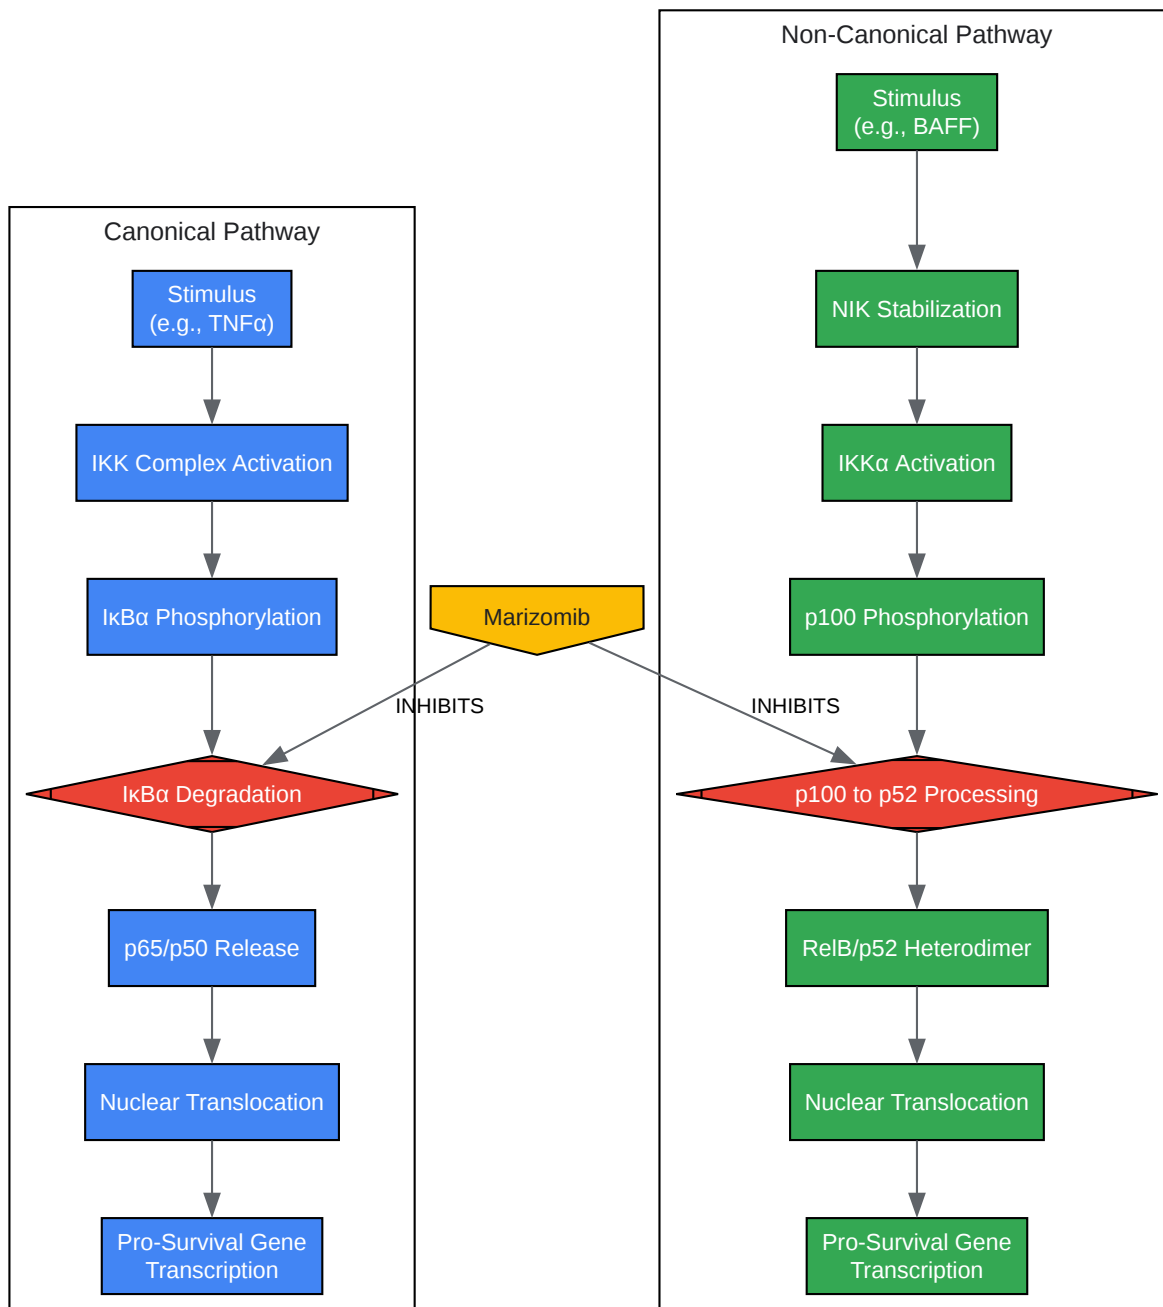 Canonical Pathway
Stimulus
(e.g., TNFα)
IKK Complex Activation
IκBα Phosphorylation
IκBα Degradation
p65/p50 Release
Nuclear Translocation
Pro-Survival Gene
Transcription
Marizomib
INHIBITS
INHIBITS
Non-Canonical Pathway
Stimulus
(e.g., BAFF)
NIK Stabilization
IKKα Activation
p100 Phosphorylation
p100 to p52 Processing
RelB/p52 Heterodimer
Nuclear Translocation
Pro-Survival Gene
Transcription